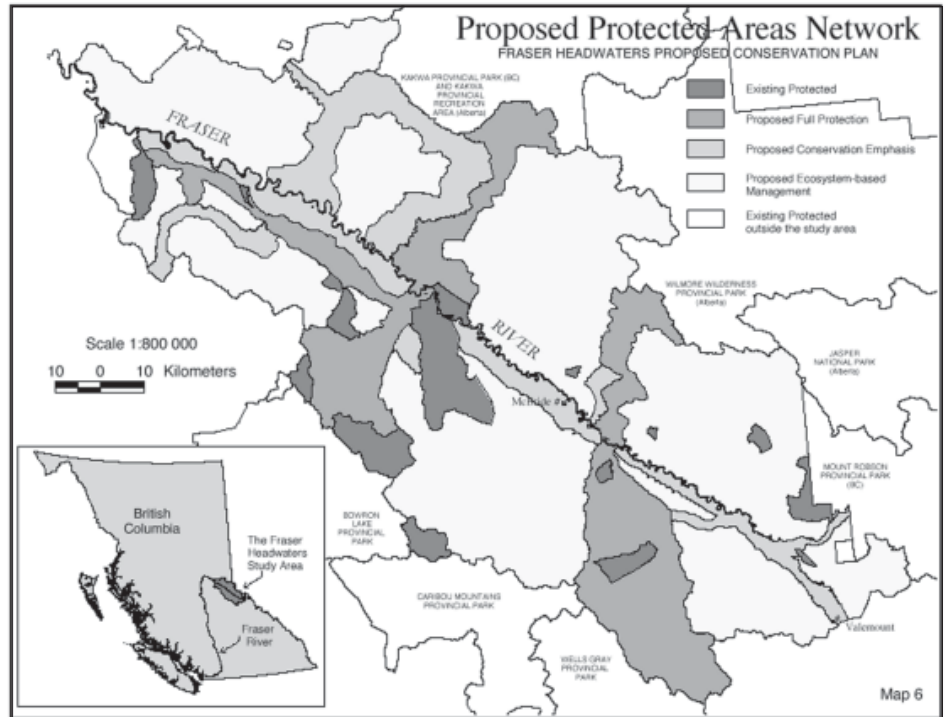 Proposed Protected Areas Network
FRASER HEADWATERS PROPOSED CONSERVATION PLAN
KAKWA PROVINCIAL PARK (BC)
AND KAKWA
PROVINCIAL
RECREATION
AREA (Alberta)
Existing Protected
Proposed Full Protection
Proposed Conservation Emphasis
Proposed Ecosystem-based
Management
Existing Protected
outside the study area
FRASER
RIVER
WILMORE WILDERNESS
PROVINCIAL PARK
(Alberta)
JASPER
NATIONAL PARK
(Alberta)
Scale 1:800 000
10 0 10 Kilometers
McBride
MOUNT ROBSON
PROVINCIAL PARK
(BC)
British
Columbia
The Fraser
Headwaters
Study Area
Fraser
River
BOWRON
LAKE
PROVINCIAL
PARK
CARIBOU MOUNTAINS
PROVINCIAL PARK
WELLS GRAY
PROVINCIAL
PARK
Valemount
Map 6